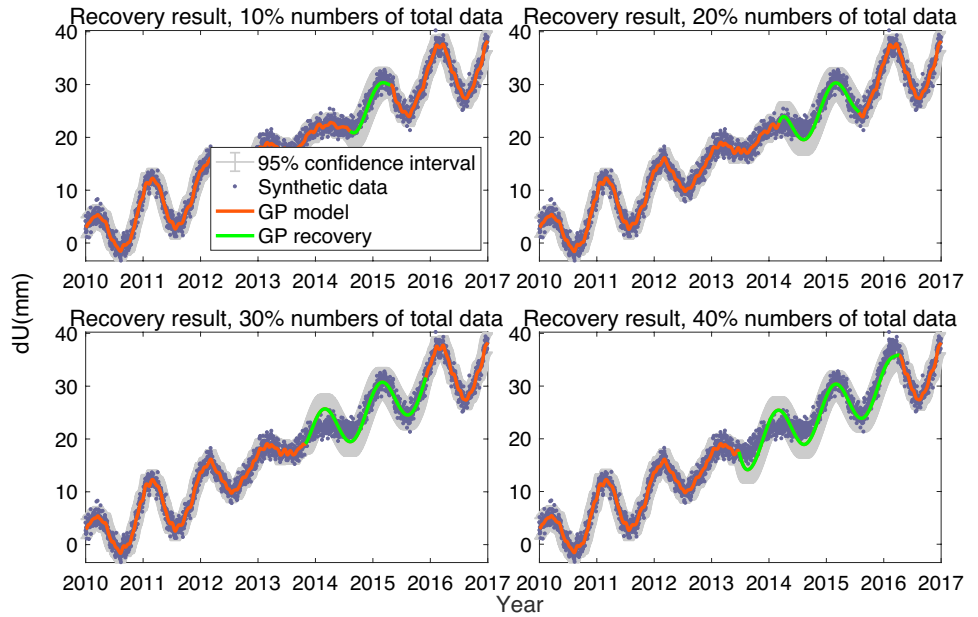 Recovery result, 10% numbers of total data
40
30
20
10
0
2010 2011 2012 2013 2014 2015 2016 2017
95% confidence interval
Synthetic data
GP model
GP recovery
Recovery result, 20% numbers of total data
40
30
20
10
0
2010 2011 2012 2013 2014 2015 2016 2017
dU(mm)
Recovery result, 30% numbers of total data
40
30
20
10
0
2010 2011 2012 2013 2014 2015 2016 2017
Recovery result, 40% numbers of total data
40
30
20
10
0
2010 2011 2012 2013 2014 2015 2016 2017
Year